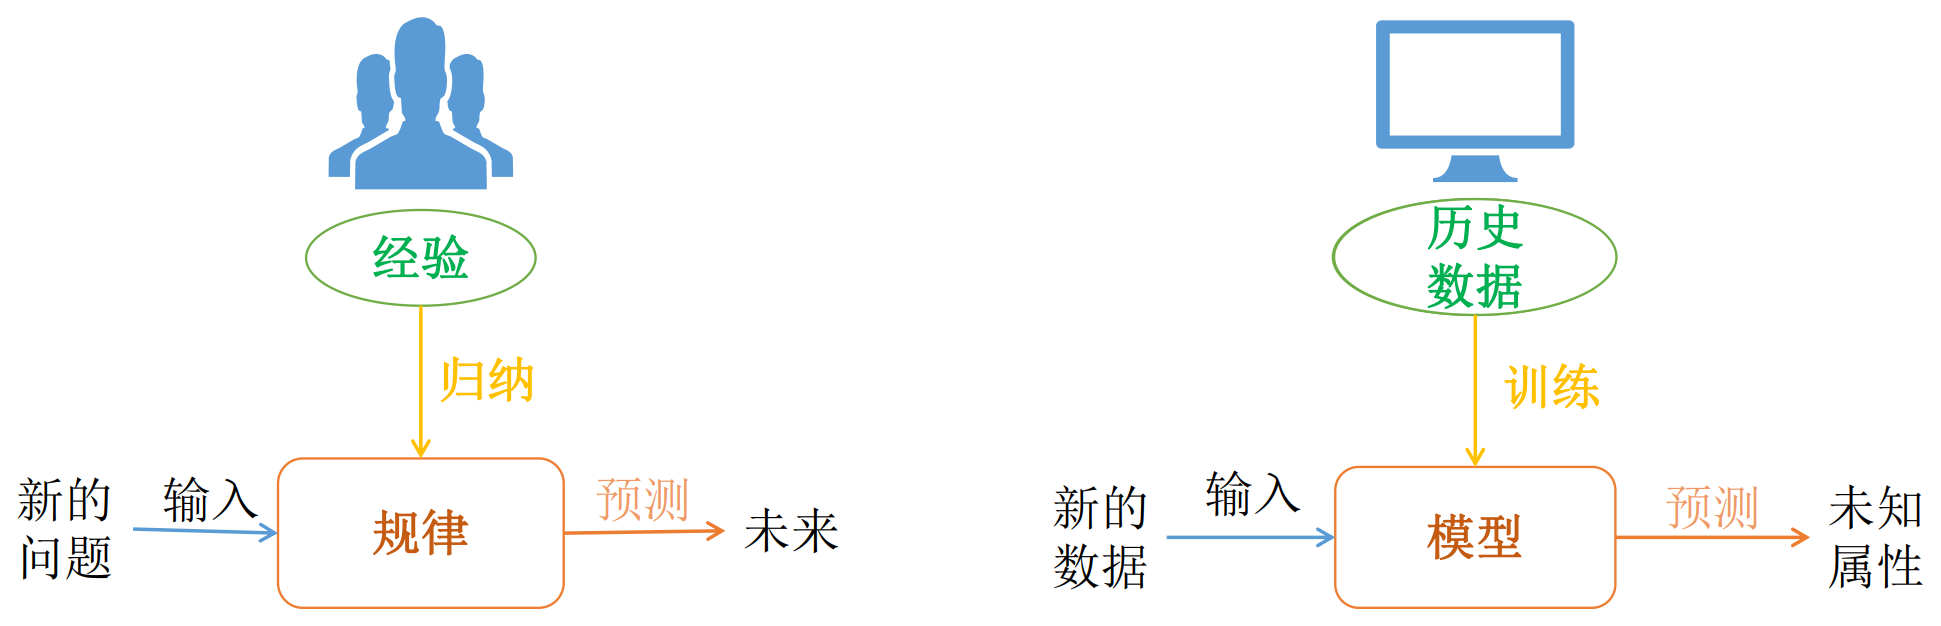 经验
归纳
新的
问题
输入
规律
预测
未来
历史
数据
训练
新的
数据
输入
模型
预测
未知
属性